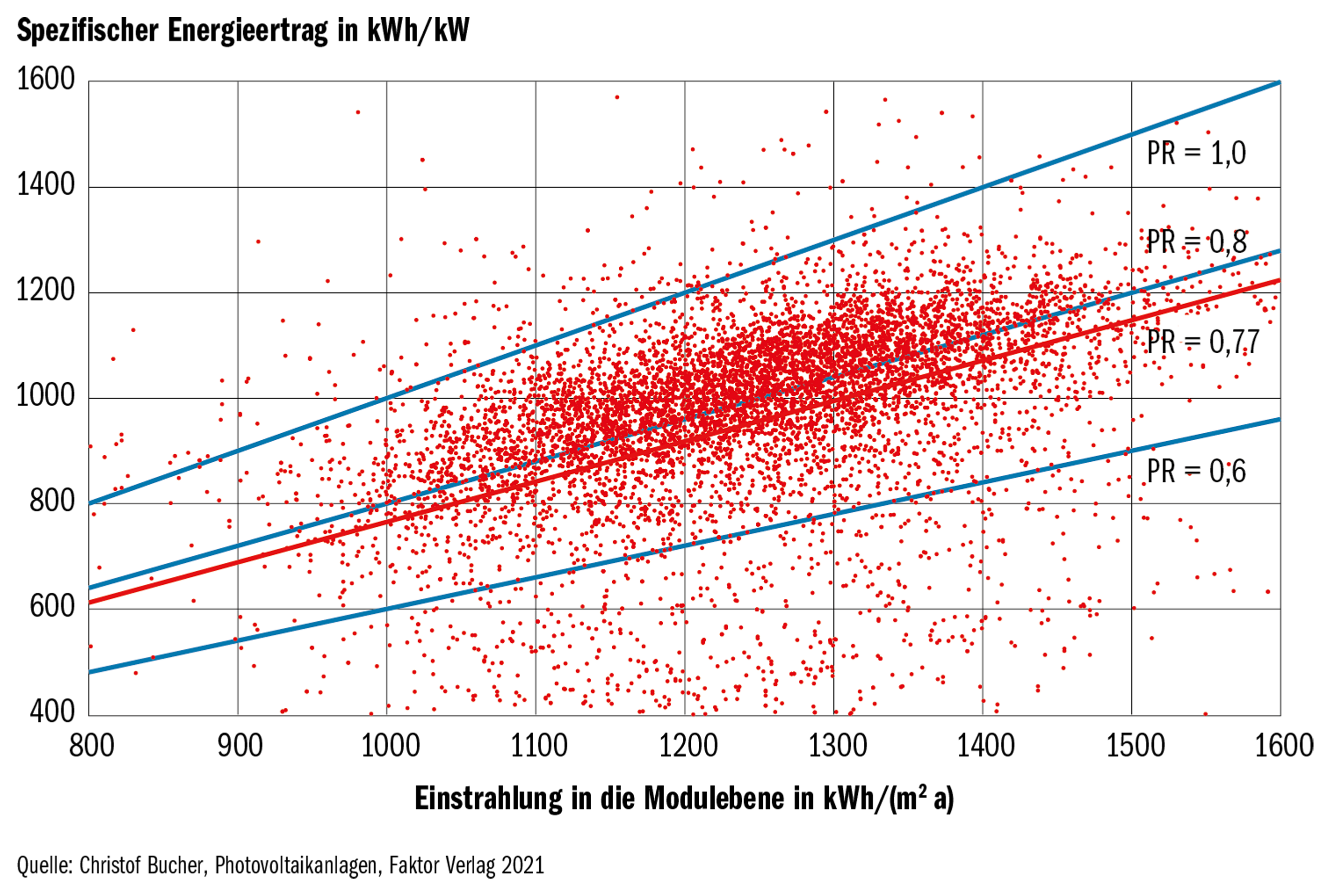 Spezifischer Energieertrag in kWh/kW
1600
1400
1200
1000
800
600
400
PR = 1,0
PR = 0,8
PR = 0,77
PR = 0,6
800 900 1000 1100 1200 1300 1400 1500 1600
Einstrahlung in die Modulebene in kWh/(m² a)
Quelle: Christof Bucher, Photovoltaikanlagen, Faktor Verlag 2021